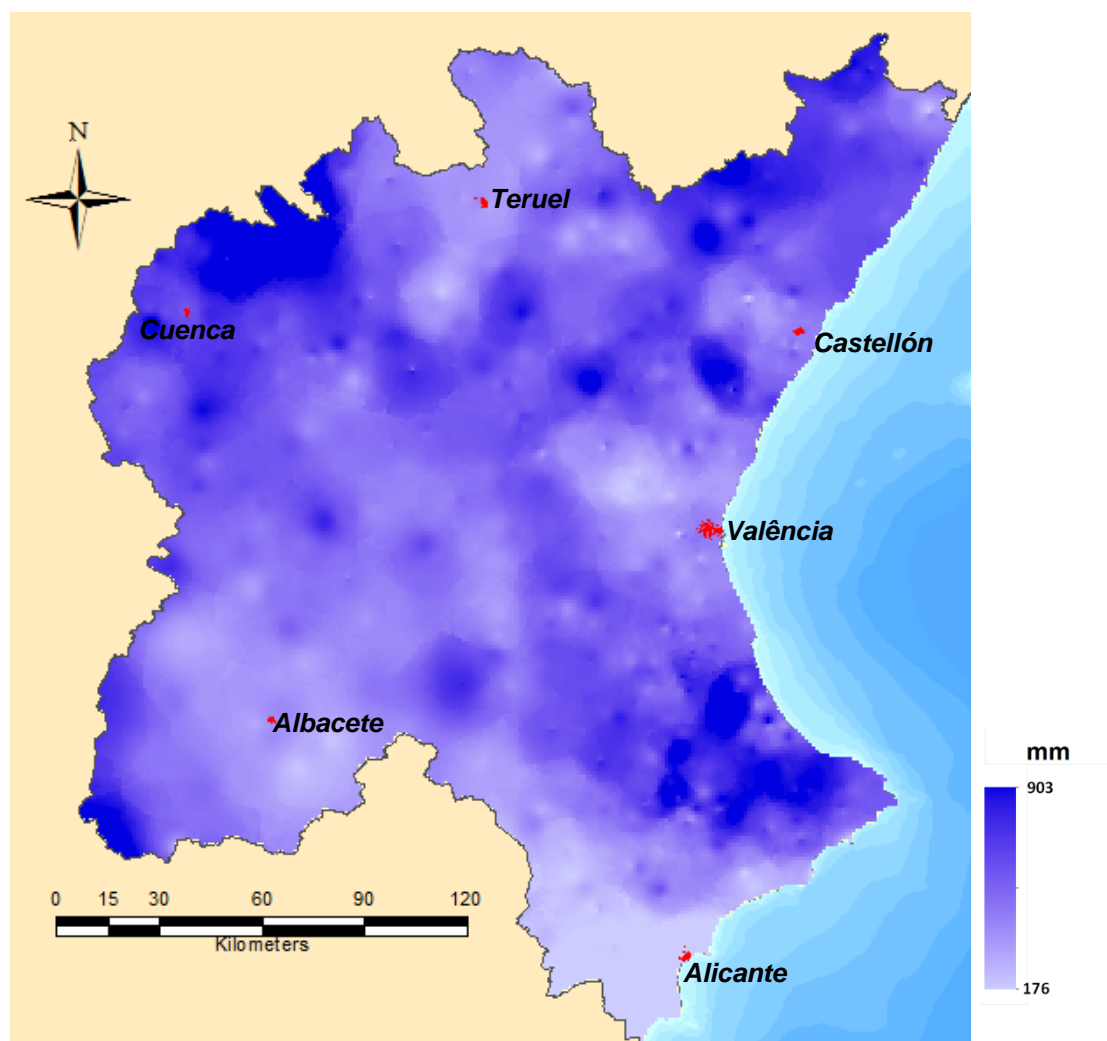 N
Teruel
Cuenca
Castellón
Valência
Albacete
mm
903
0 15 30 60 90 120
Kilometers
Alicante
176